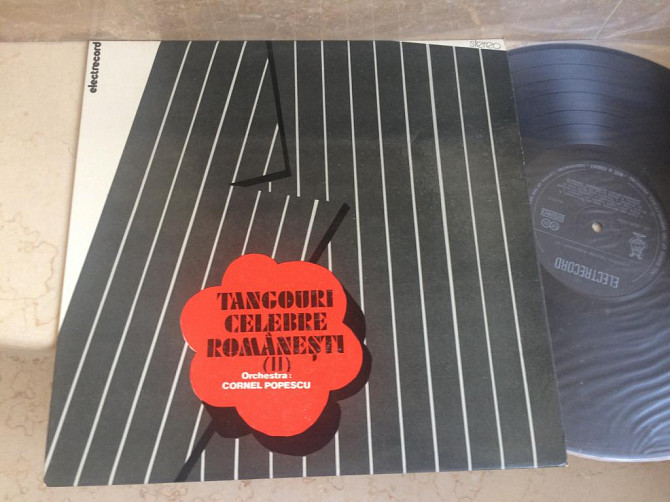 electrecord
stereo
TANGOURI
CELEBRE
ROMÂNEȘTI
(II)
Orchestra:
CORNEL POPESCU
ELECTRECORD